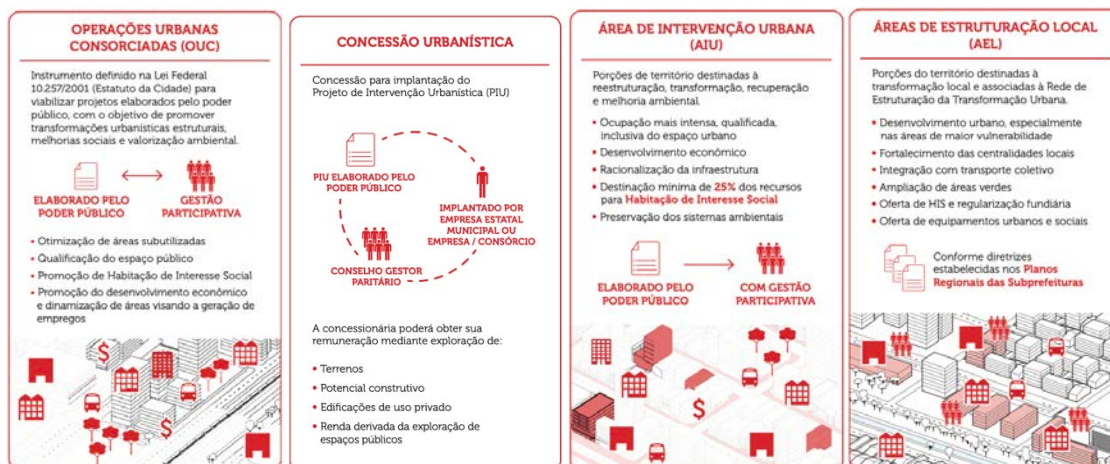 OPERAÇÕES URBANAS
CONSORCIADAS (OUC)
Instrumento definido na Lei Federal
10.257/2001 (Estatuto da Cidade) para
viabilizar projetos elaborados pelo poder
público, com o objetivo de promover
transformações urbanísticas estruturais,
melhorias sociais e valorização ambiental.
ELABORADO PELO
PODER PÚBLICO
GESTÃO
PARTICIPATIVA
• Otimização de áreas subutilizadas
• Qualificação do espaço público
• Promoção de Habitação de Interesse Social
• Promoção do desenvolvimento econômico
e dinamização de áreas visando a geração de
empregos
$
$
CONCESSÃO URBANÍSTICA
Concessão para implantação do
Projeto de Intervenção Urbanística (PIU)
PIU ELABORADO PELO
PODER PÚBLICO
IMPLANTADO POR
EMPRESA ESTATAL
MUNICIPAL OU
EMPRESA / CONSÓRCIO
CONSELHO GESTOR
PARITÁRIO
A concessionária poderá obter sua
remuneração mediante exploração de:
• Terrenos
• Potencial construtivo
• Edificações de uso privado
• Renda derivada da exploração de
espaços públicos
ÁREA DE INTERVENÇÃO URBANA
(AIU)
Porções de território destinadas à
reestruturação, transformação, recuperação
e melhoria ambiental.
• Ocupação mais intensa, qualificada,
inclusiva do espaço urbano
• Desenvolvimento econômico
• Racionalização da infraestrutura
• Destinação mínima de 25% dos recursos
para Habitação de Interesse Social
• Preservação dos sistemas ambientais
ELABORADO PELO
PODER PÚBLICO
COM GESTÃO
PARTICIPATIVA
$
ÁREAS DE ESTRUTURAÇÃO LOCAL
(AEL)
Porções do território destinadas à
transformação local e associadas à Rede de
Estruturação da Transformação Urbana.
• Desenvolvimento urbano, especialmente
nas áreas de maior vulnerabilidade
• Fortalecimento das centralidades locais
• Integração com transporte coletivo
• Ampliação de áreas verdes
• Oferta de HIS e regularização fundiária
• Oferta de equipamentos urbanos e sociais
Conforme diretrizes
estabelecidas nos Planos
Regionais das Subprefeituras